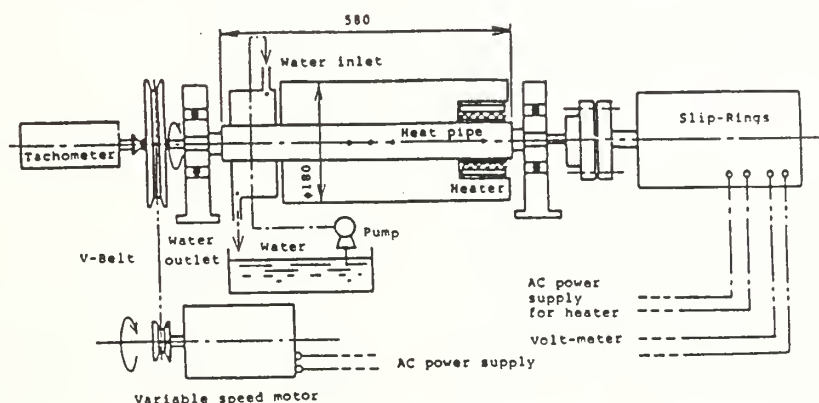 580
Water inlet
Slip-Rings
Heat pipe
Tachometer
φ180
Heater
Water
outlet
Water
Pump
V-Belt
AC power
supply
for heater
Volt-meter
AC power supply
Variable speed motor